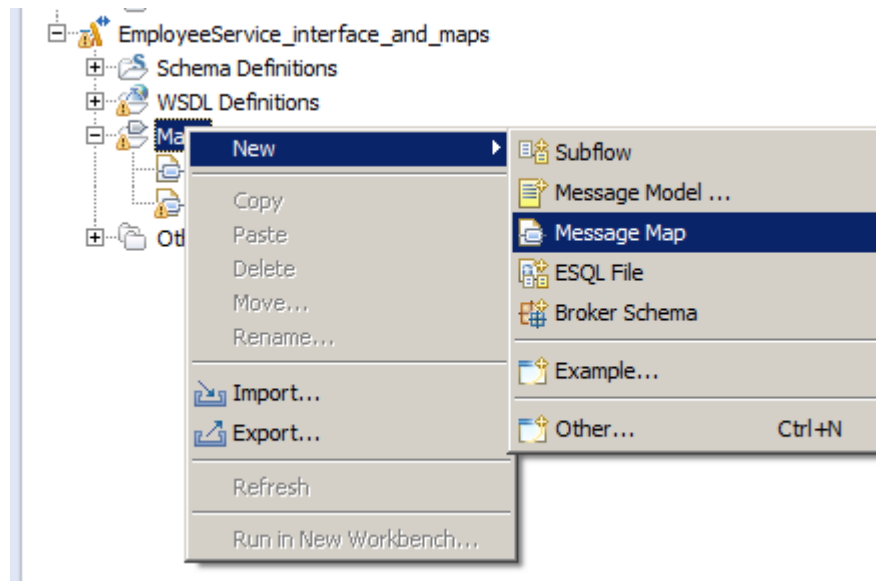 EmployeeService_interface_and_maps
Schema Definitions
WSDL Definitions
Ma
New
Copy
Paste
Delete
Move...
Rename...
Import...
Export...
Refresh
Run in New Workbench...
Subflow
Message Model ...
Message Map
ESQL File
Broker Schema
Example...
Other... Ctrl+N
Ot